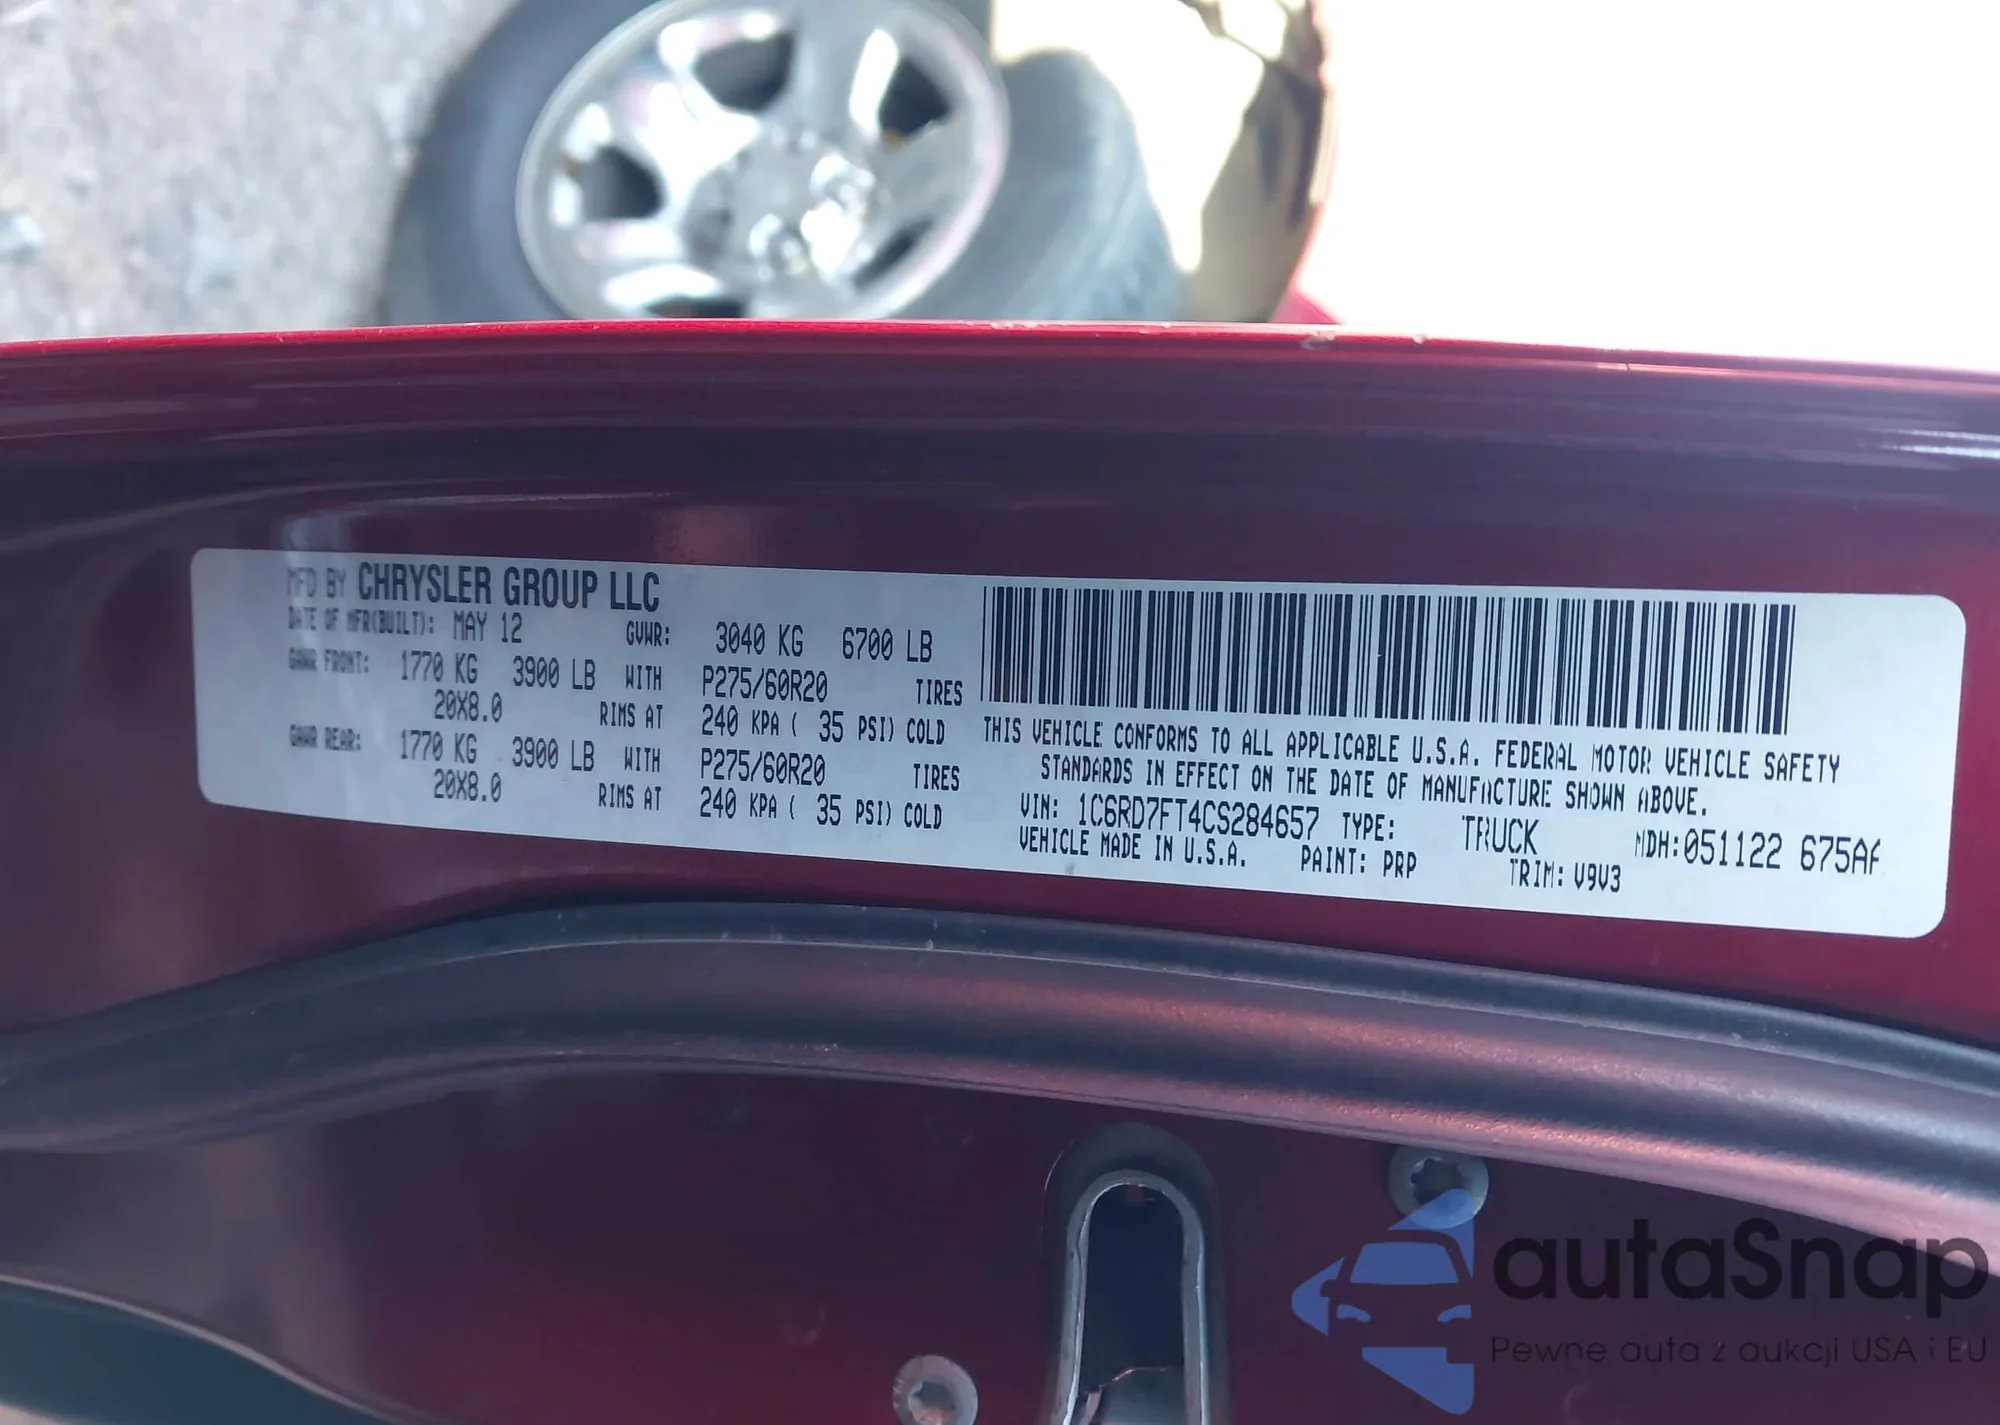 MFD BY CHRYSLER GROUP LLC
DATE OF MFR(BUILT): MAY 12 GVWR: 3040 KG 6700 LB
GAWR FRONT: 1770 KG 3900 LB WITH P275/60R20 TIRES
20X8.0 RIMS AT 240 KPA ( 35 PSI) COLD
GAWR REAR: 1770 KG 3900 LB WITH P275/60R20 TIRES
20X8.0 RIMS AT 240 KPA ( 35 PSI) COLD
THIS VEHICLE CONFORMS TO ALL APPLICABLE U.S.A. FEDERAL MOTOR VEHICLE SAFETY
STANDARDS IN EFFECT ON THE DATE OF MANUFACTURE SHOWN ABOVE.
VIN: 1C6RD7FT4CS284657 TYPE: TRUCK MDH:051122 675AA
VEHICLE MADE IN U.S.A. PAINT: PRP TRIM: V9V3
autaSnap
Pewne auta z aukcji USA i EU